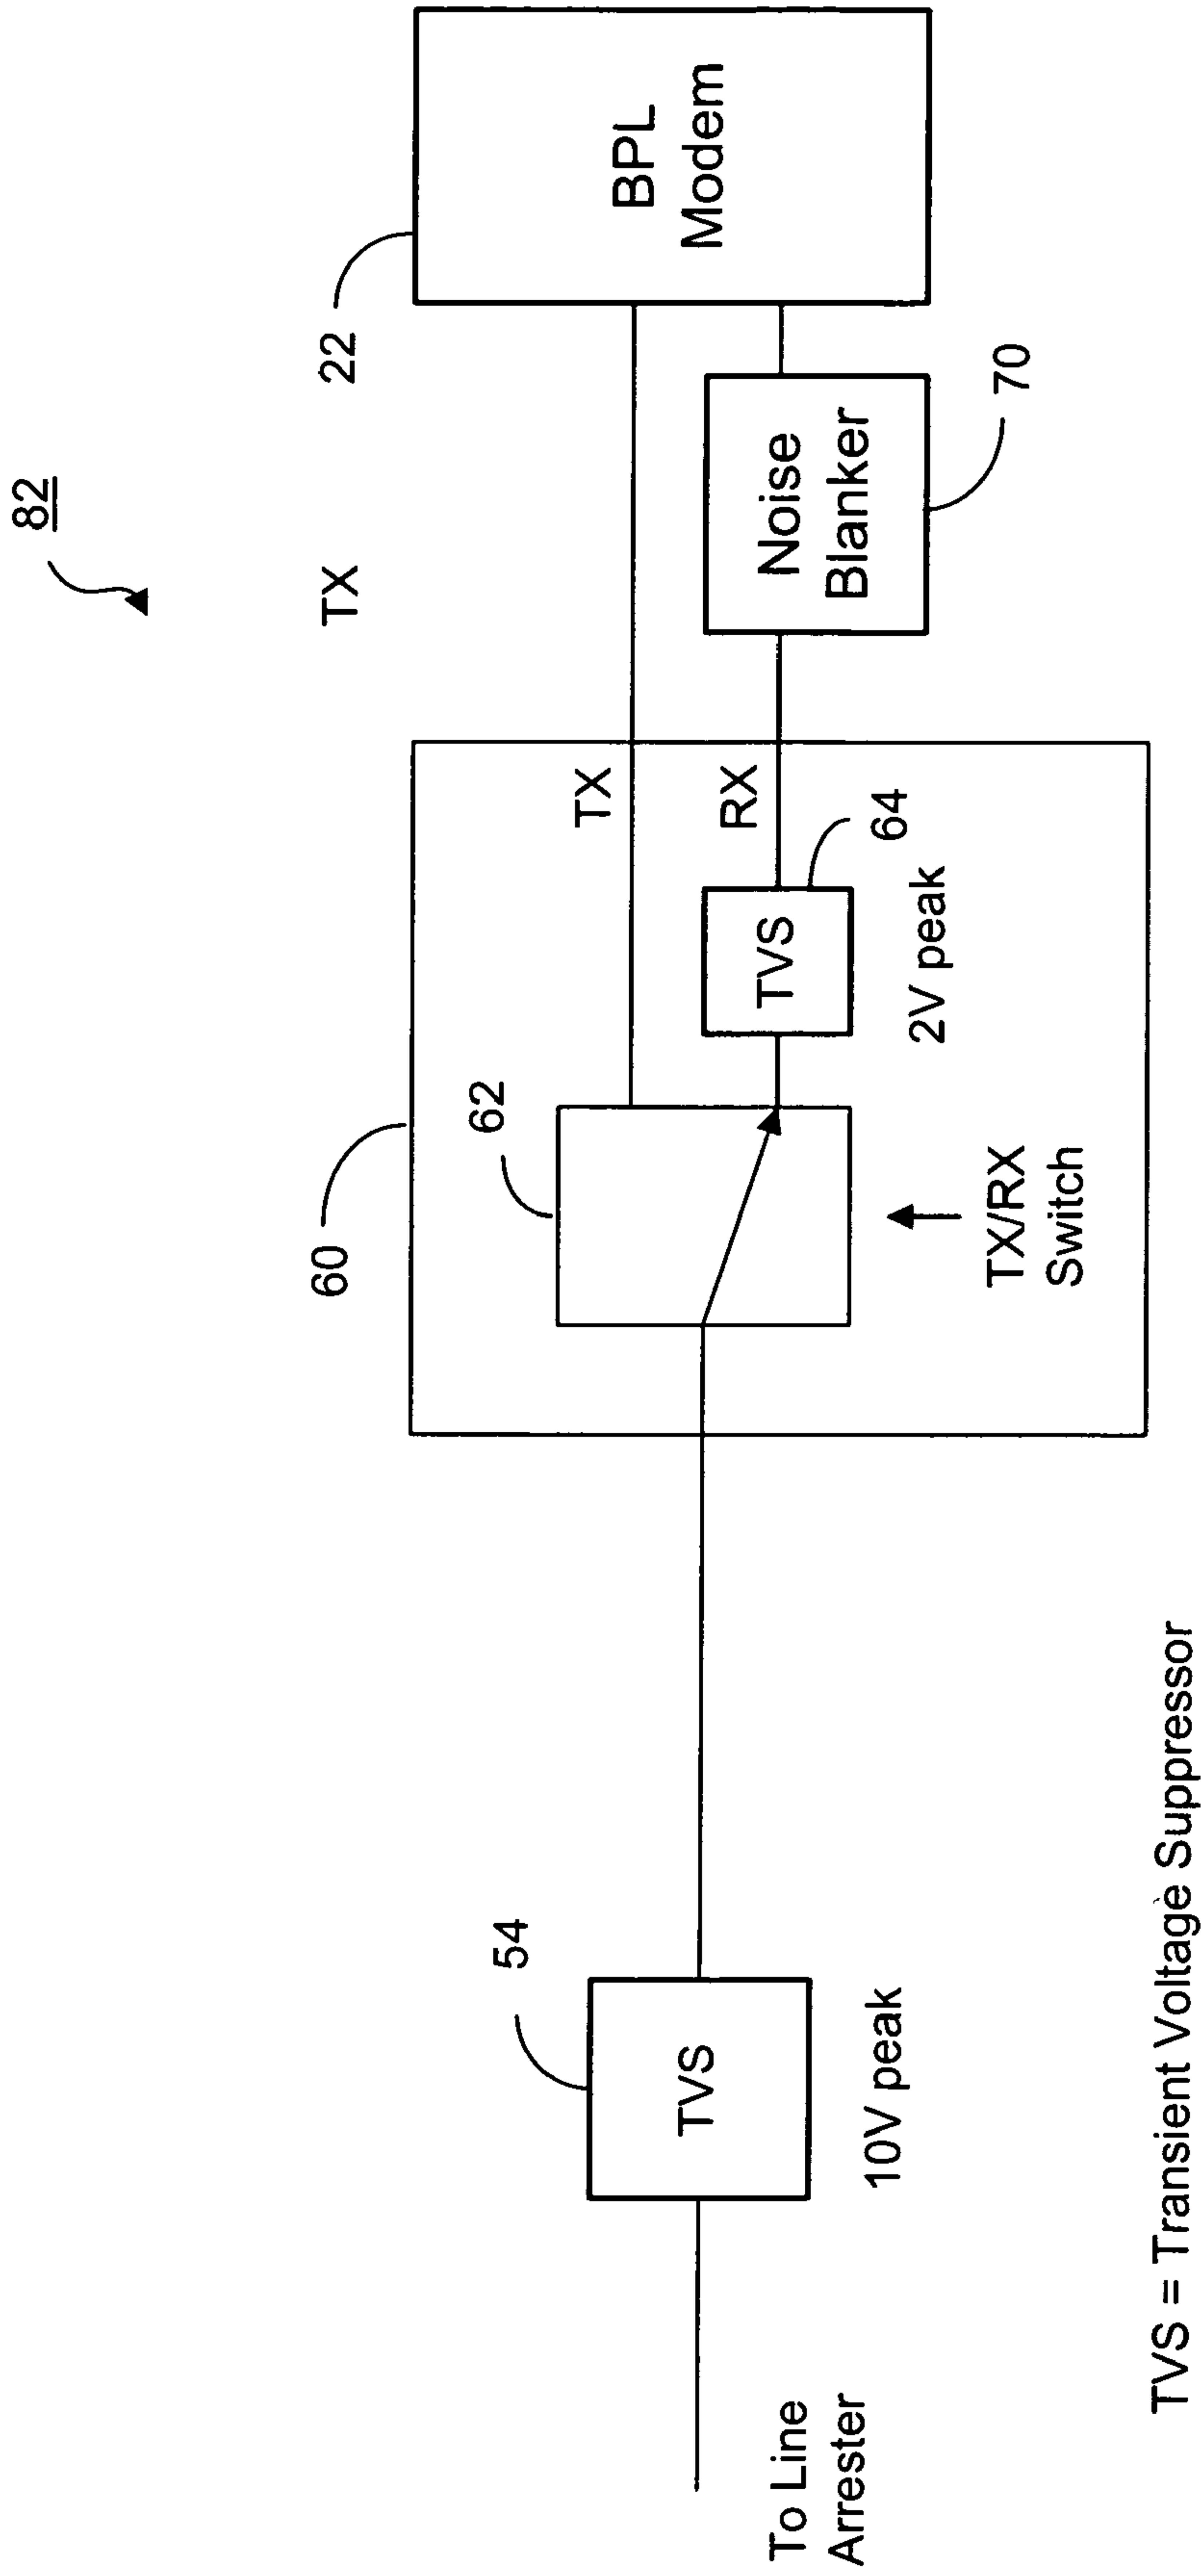 82
TX
22
BPL
Modem
60
62
TX
RX
Noise
Blanker
70
TVS
64
2V peak
TX/RX
Switch
54
TVS
10V peak
To Line
Arrester
TVS = Transient Voltage Suppressor